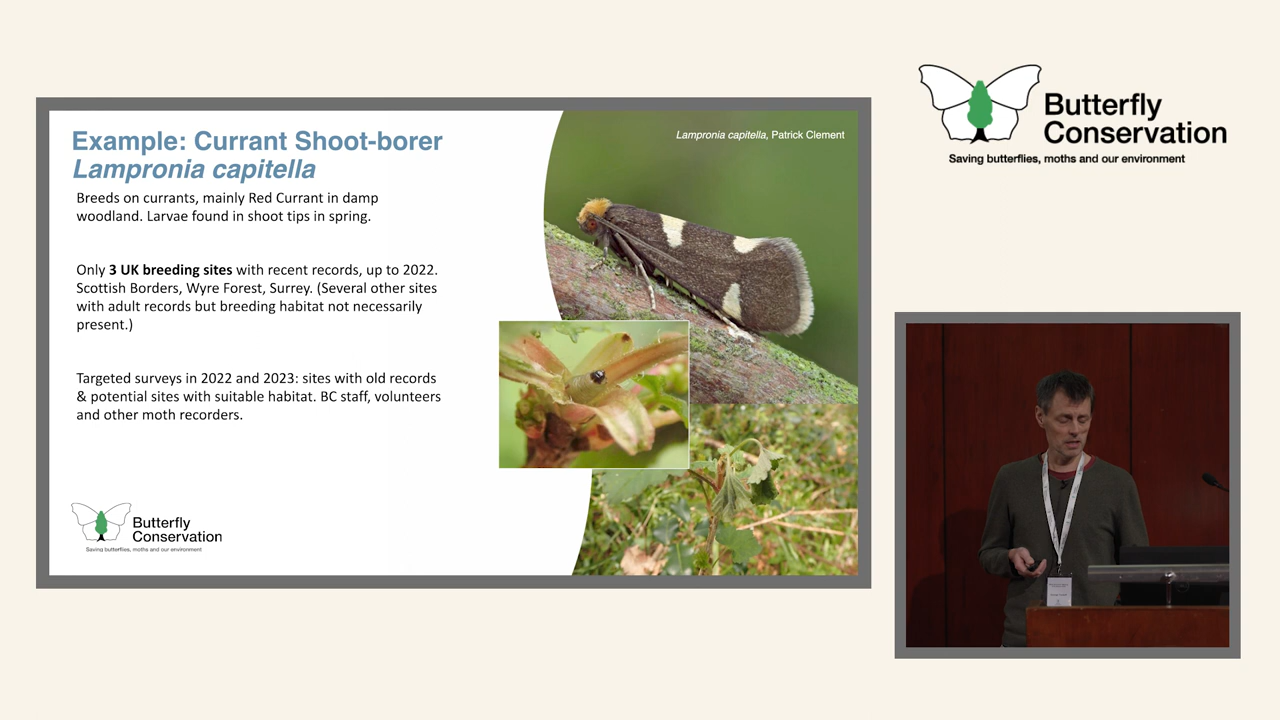 Example: Currant Shoot-borer
Lampronia capitella
Breeds on currants, mainly Red Currant in damp
woodland. Larvae found in shoot tips in spring.
Only 3 UK breeding sites with recent records, up to 2022.
Scottish Borders, Wyre Forest, Surrey. (Several other sites
with adult records but breeding habitat not necessarily
present.)
Targeted surveys in 2022 and 2023: sites with old records
& potential sites with suitable habitat. BC staff, volunteers
and other moth recorders.
Butterfly
Conservation
Saving butterflies, moths and our environment
Lampronia capitella, Patrick Clement
Butterfly
Conservation
Saving butterflies, moths and our environment